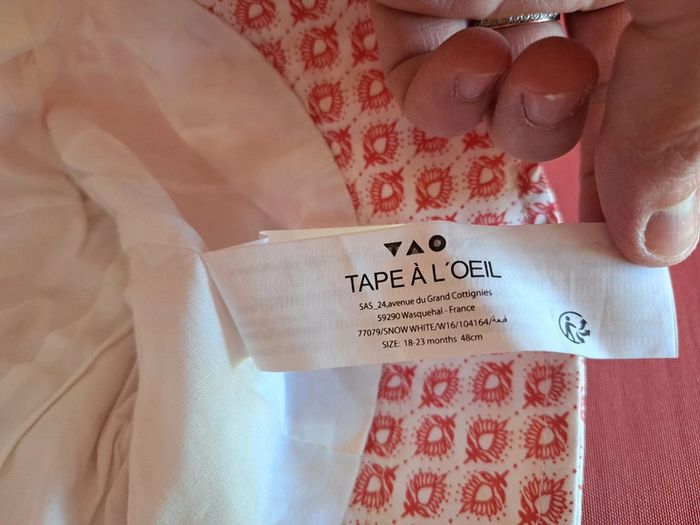 TAPE À L'OEIL
SAS_24,avenue du Grand Cottignies
59290 Wasquehal - France
77079/SNOW WHITE/W16/104164/قبعة
SIZE: 18-23 months 48cm